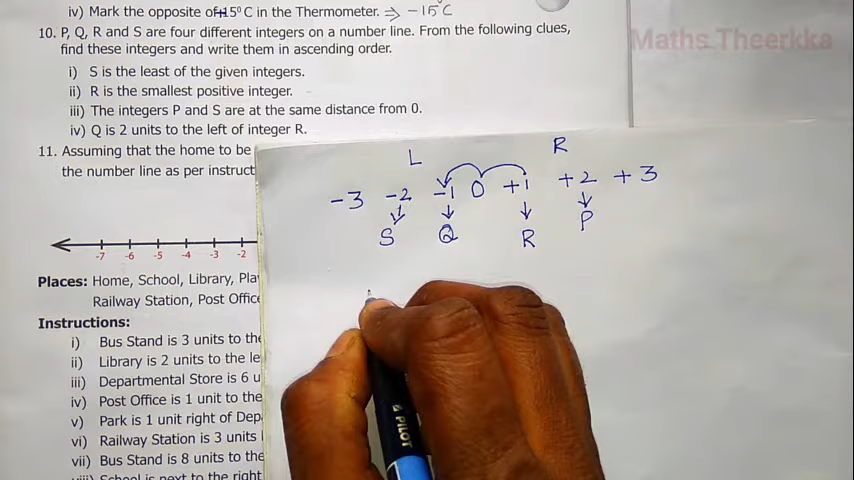 iv) Mark the opposite of +15°C in the Thermometer. ⇒ -15°C
Maths Theerkka
10. P, Q, R and S are four different integers on a number line. From the following clues,
find these integers and write them in ascending order.
i) S is the least of the given integers.
ii) R is the smallest positive integer.
iii) The integers P and S are at the same distance from 0.
iv) Q is 2 units to the left of integer R.
11. Assuming that the home to be
the number line as per instruct
L R
-3 -2 -1 0 +1 +2 +3
S Q R P
-7 -6 -5 -4 -3 -2
Places: Home, School, Library, Pla
Railway Station, Post Office
Instructions:
i) Bus Stand is 3 units to the
ii) Library is 2 units to the le
iii) Departmental Store is 6 u
iv) Post Office is 1 unit to the
v) Park is 1 unit right of Dep
vi) Railway Station is 3 units
vii) Bus Stand is 8 units to the
viii) School is next to the right
PILOT